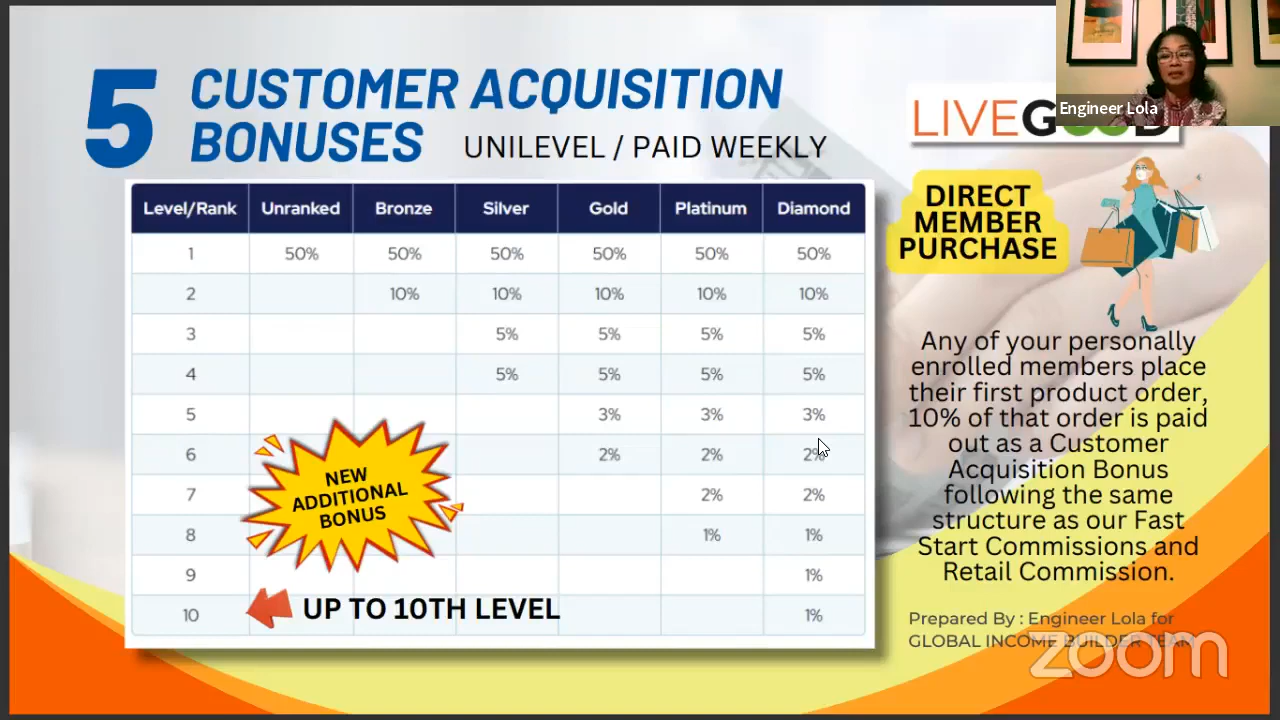 5 CUSTOMER ACQUISITION
BONUSES UNILEVEL / PAID WEEKLY
LIVEGOOD
Engineer Lola
DIRECT
MEMBER
PURCHASE
Level/Rank Unranked Bronze Silver Gold Platinum Diamond
1 50% 50% 50% 50% 50% 50%
2 10% 10% 10% 10% 10%
3 5% 5% 5% 5%
4 5% 5% 5% 5%
5 3% 3% 3%
6 2% 2% 2%
7 2% 2%
8 1% 1%
9 1%
10 1%
NEW
ADDITIONAL
BONUS
UP TO 10TH LEVEL
Any of your personally
enrolled members place
their first product order,
10% of that order is paid
out as a Customer
Acquisition Bonus
following the same
structure as our Fast
Start Commissions and
Retail Commission.
Prepared By : Engineer Lola for
GLOBAL INCOME BUILDER TEAM
zoom